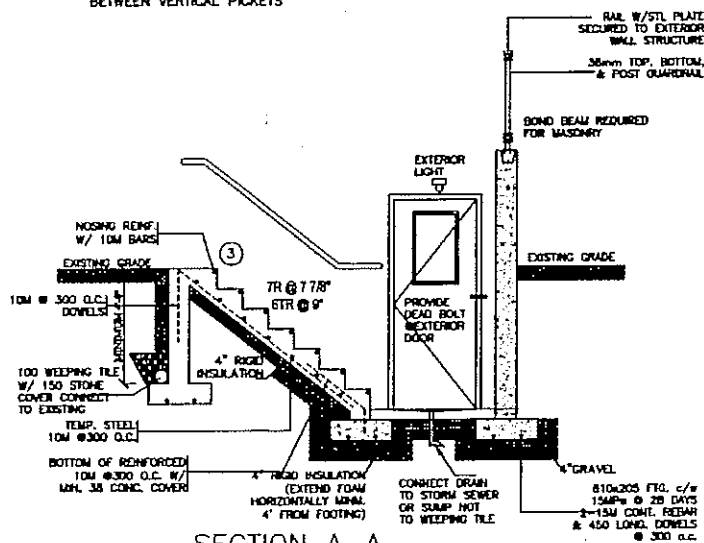 BETWEEN VERTICAL PICKETS
RAIL W/STL PLATE
SECURED TO EXTERIOR
WALL STRUCTURE
38mm TOP, BOTTOM,
& POST GUARDRAIL
BOND BEAM REQUIRED
FOR MASONRY
EXTERIOR
LIGHT
NOSING REINF.
W/ 10M BARS
3
EXISTING GRADE
EXISTING GRADE
7R @ 7 7/8"
6TR @ 9"
10M @ 300 O.C.
DOWELS
PROVIDE
DEAD BOLT
@EXTERIOR
DOOR
4" RIGID
INSULATION
100 WEEPING TILE
W/ 150 STONE
COVER CONNECT
TO EXISTING
TEMP. STEEL
10M @300 O.C.
BOTTOM OF REINFORCED
10M @300 O.C. W/
MIN. 38 CONC. COVER
4" RIGID INSULATION
(EXTEND FOAM
HORIZONTALLY MINM.
4' FROM FOOTING)
CONNECT DRAIN
TO STORM SEWER
OR SUMP NOT
TO WEEPING TILE
4"GRAVEL
610x205 FTG. c/w
15MPa @ 28 DAYS
2-15M CONT. REBAR
& 450 LONG. DOWELS
@ 300 o.c.
SECTION A-A